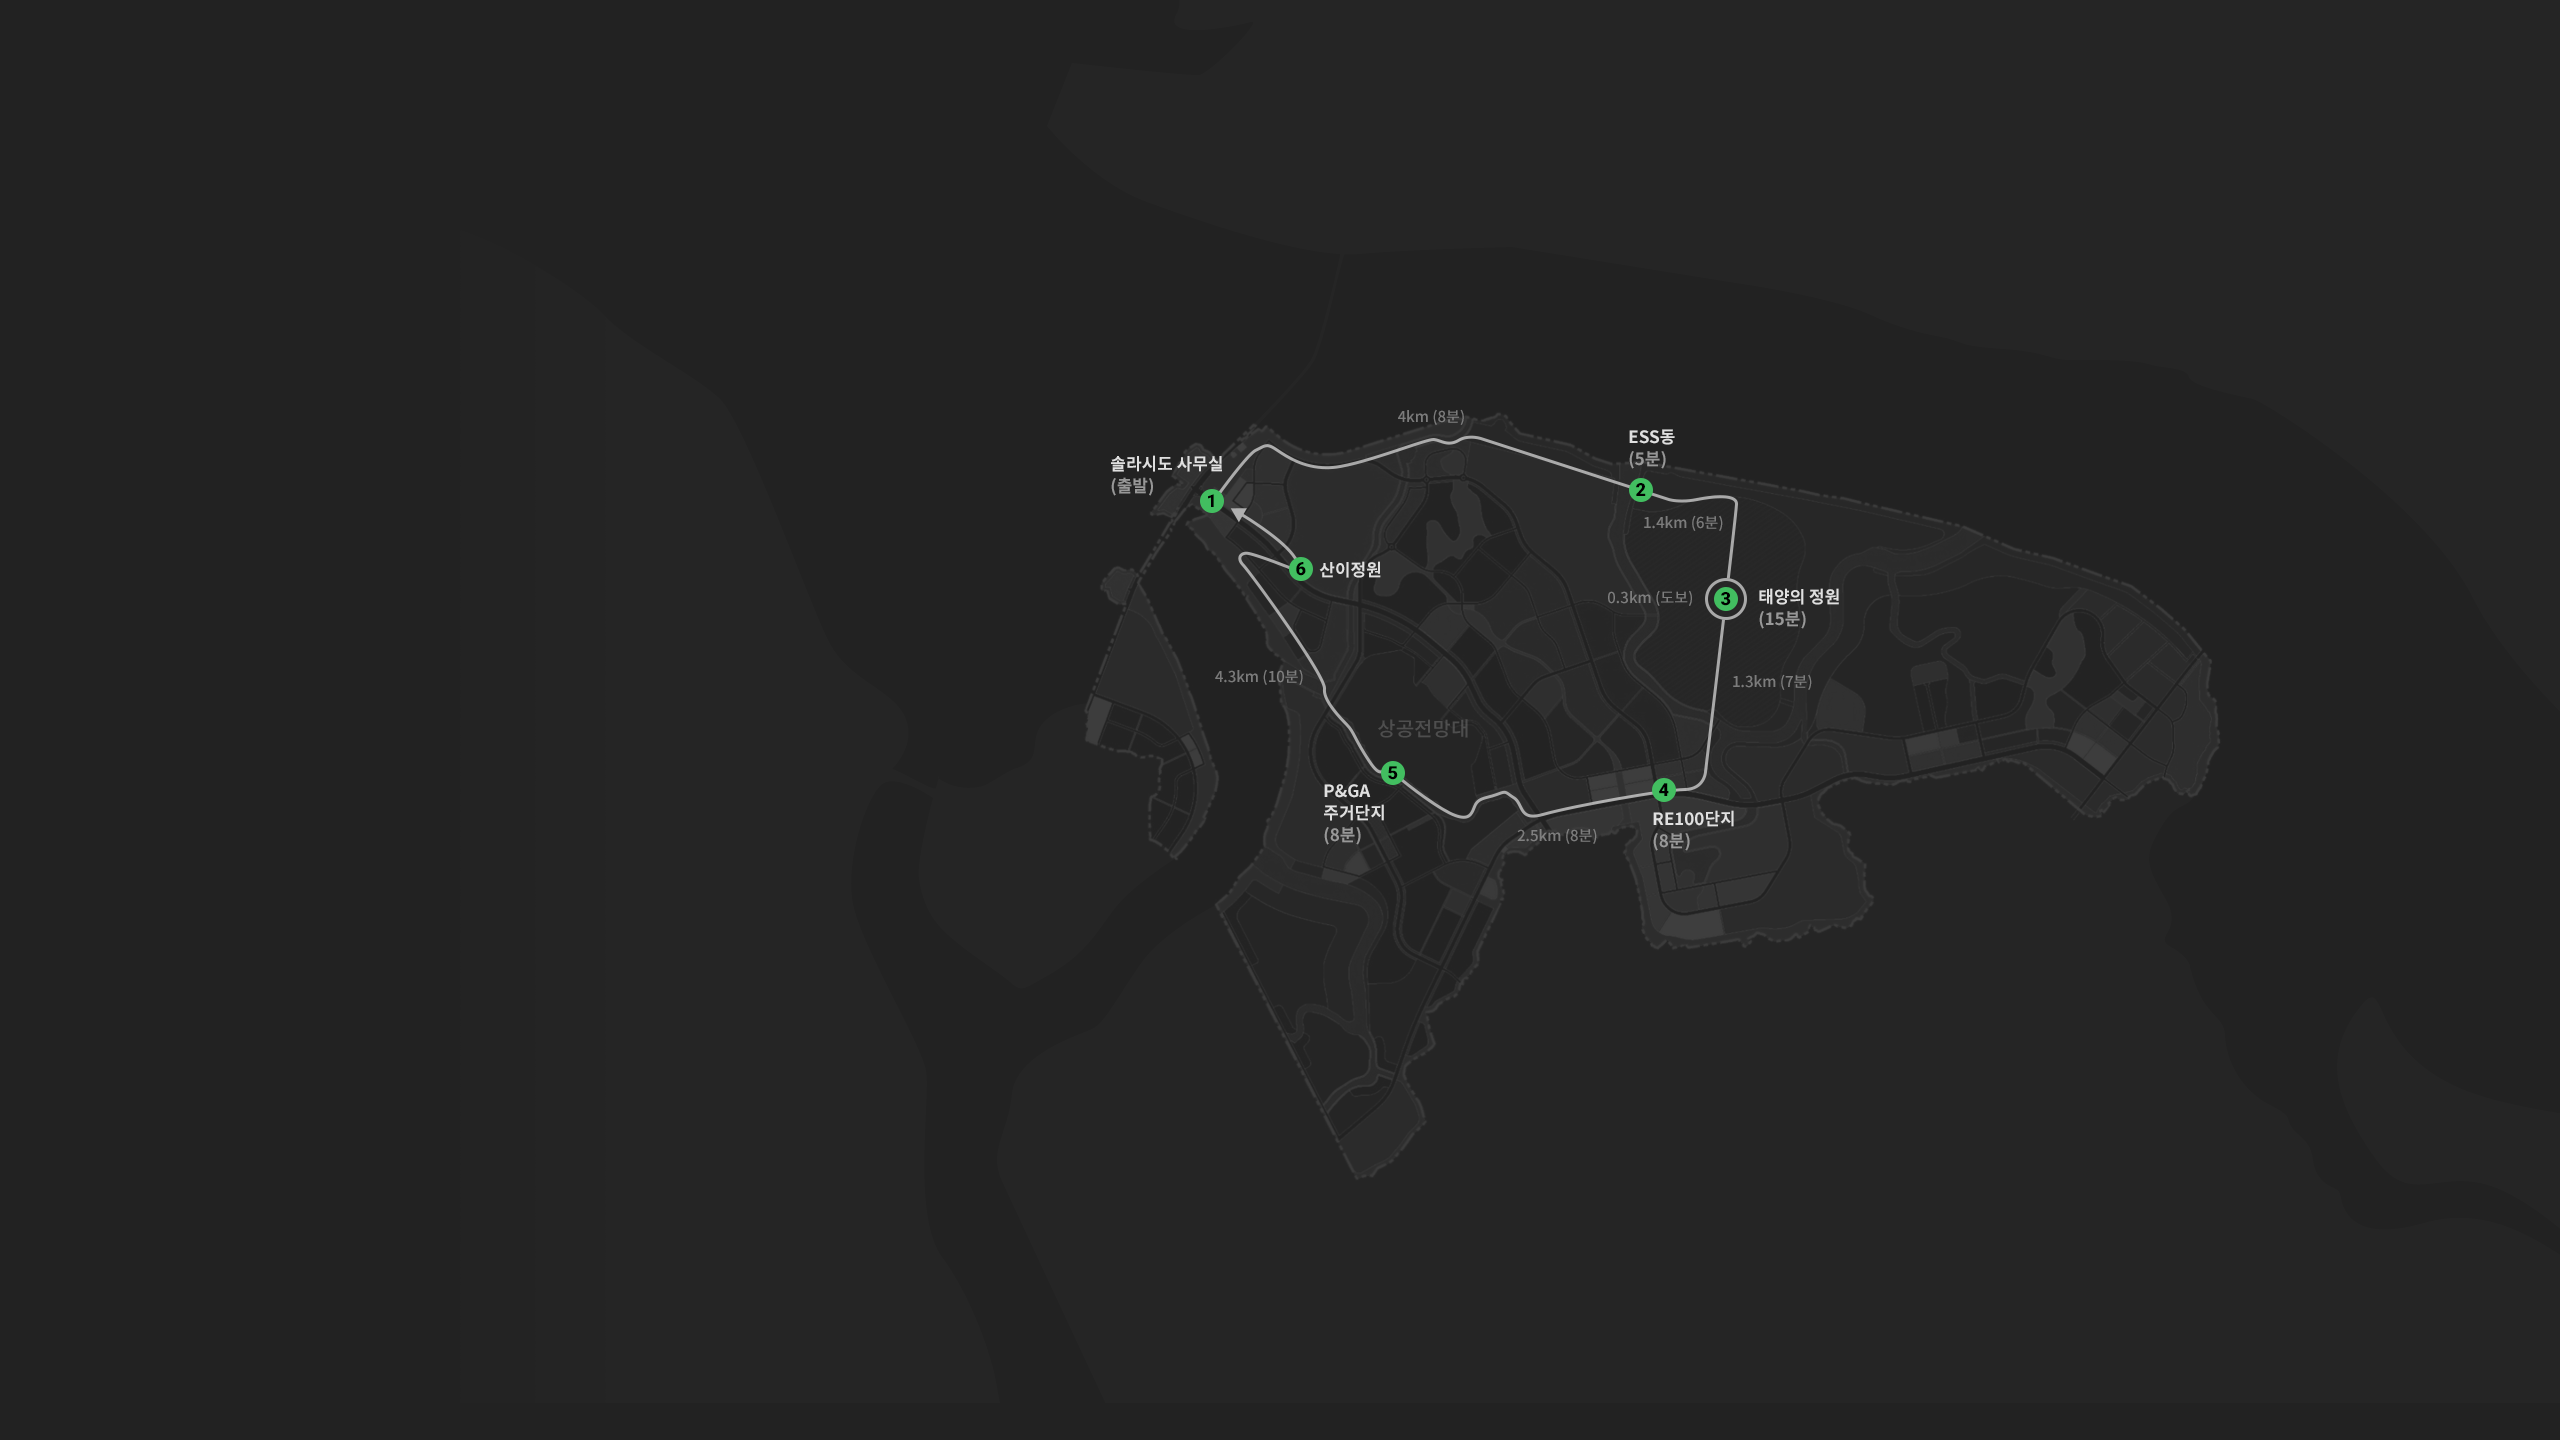 4km (8분)
ESS동
(5분)
2
솔라시도 사무실
(출발)
1
1.4km (6분)
6
산이정원
0.3km (도보)
3
태양의 정원
(15분)
4.3km (10분)
1.3km (7분)
상공전망대
5
P&GA
주거단지
(8분)
4
RE100단지
(8분)
2.5km (8분)